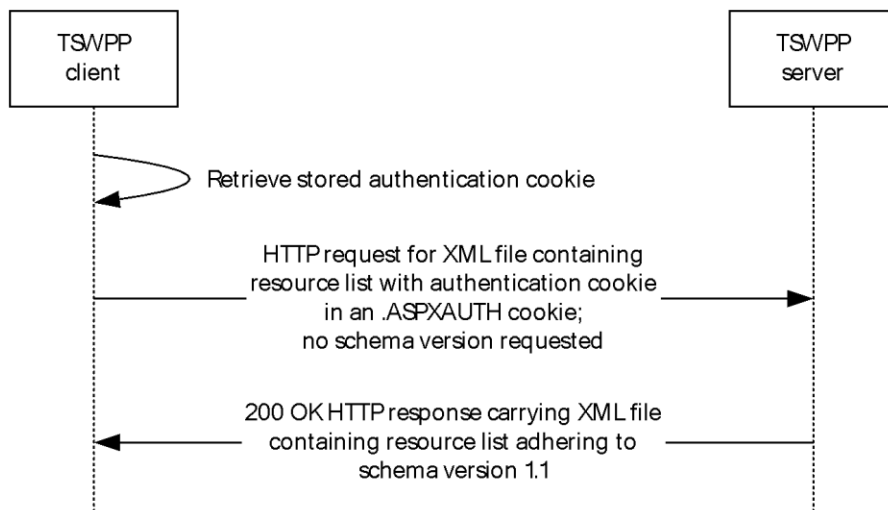 TSWPP
client
TSWPP
server
Retrieve stored authentication cookie
HTTP request for XML file containing
resource list with authentication cookie
in an .ASPXAUTH cookie;
no schema version requested
200 OK HTTP response carrying XML file
containing resource list adhering to
schema version 1.1